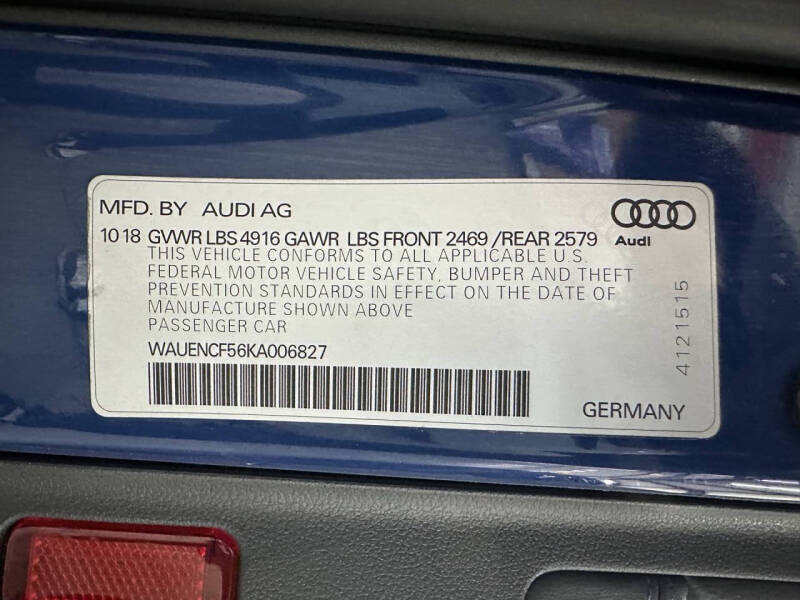 MFD. BY AUDI AG
10 18 GVWR LBS 4916 GAWR LBS FRONT 2469 /REAR 2579
Audi
THIS VEHICLE CONFORMS TO ALL APPLICABLE U.S.
FEDERAL MOTOR VEHICLE SAFETY, BUMPER AND THEFT
PREVENTION STANDARDS IN EFFECT ON THE DATE OF
MANUFACTURE SHOWN ABOVE
PASSENGER CAR
WAUENCF56KA006827
GERMANY
4121515